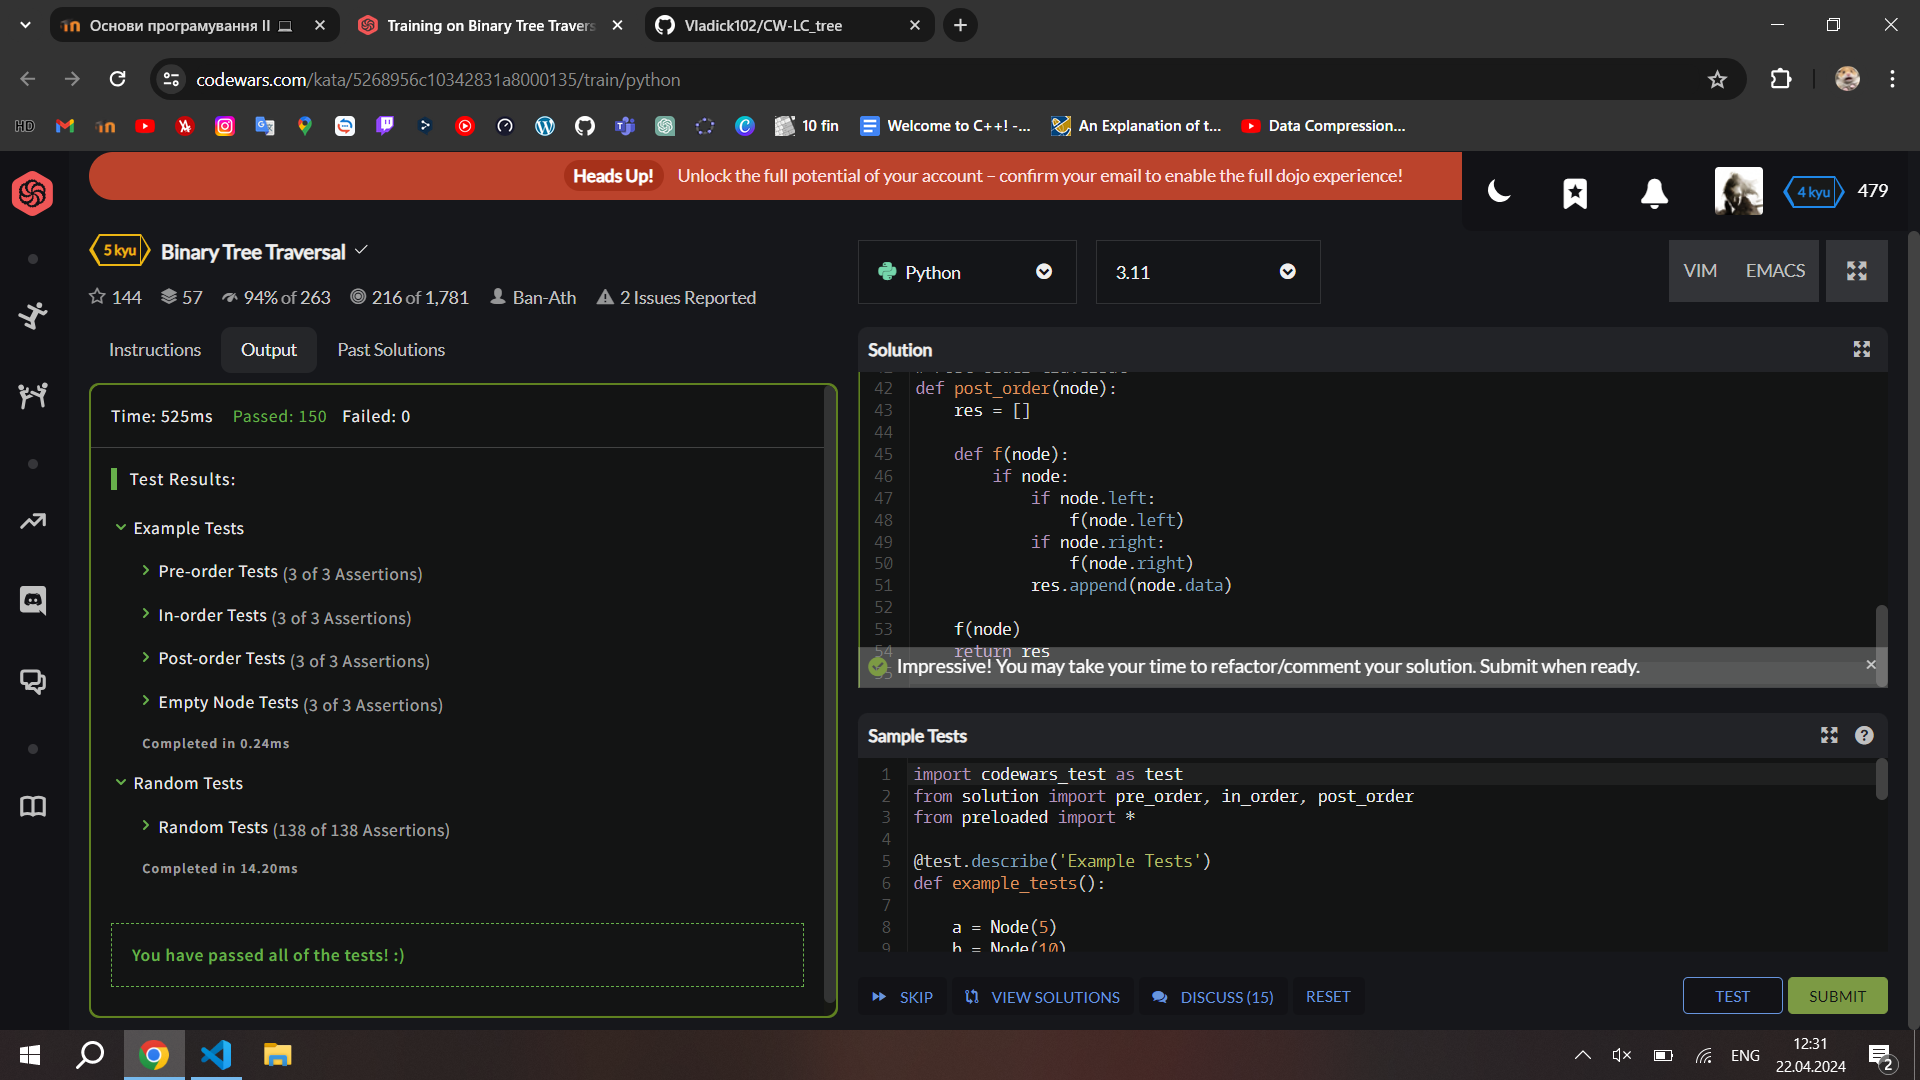 Основи програмування II
Training on Binary Tree Travers
Vladick102/CW-LC_tree
codewars.com/kata/5268956c10342831a8000135/train/python
HD
10 fin
Welcome to C++! -...
An Explanation of t...
Data Compression...
Heads Up! Unlock the full potential of your account – confirm your email to enable the full dojo experience!
4 kyu 479
5 kyu Binary Tree Traversal
144 57 94% of 263 216 of 1,781 Ban-Ath 2 Issues Reported
Instructions Output Past Solutions
Time: 525ms Passed: 150 Failed: 0
Test Results:
Example Tests
Pre-order Tests (3 of 3 Assertions)
In-order Tests (3 of 3 Assertions)
Post-order Tests (3 of 3 Assertions)
Empty Node Tests (3 of 3 Assertions)
Completed in 0.24ms
Random Tests
Random Tests (138 of 138 Assertions)
Completed in 14.20ms
You have passed all of the tests! :)
Python 3.11 VIM EMACS
Solution
42 def post_order(node):
43 res = []
44
45 def f(node):
46 if node:
47 if node.left:
48 f(node.left)
49 if node.right:
50 f(node.right)
51 res.append(node.data)
52
53 f(node)
54 return res
Impressive! You may take your time to refactor/comment your solution. Submit when ready.
Sample Tests
1 import codewars_test as test
2 from solution import pre_order, in_order, post_order
3 from preloaded import *
4
5 @test.describe('Example Tests')
6 def example_tests():
7
8 a = Node(5)
9 b = Node(10)
SKIP VIEW SOLUTIONS DISCUSS (15) RESET TEST SUBMIT
ENG
12:31
22.04.2024
2